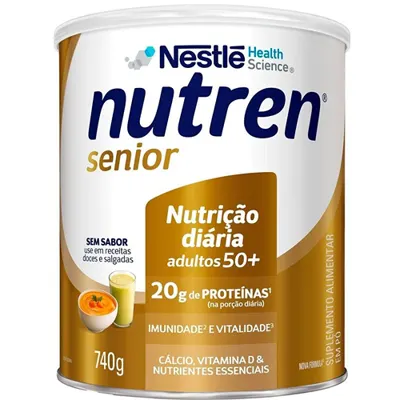 Nestlé Health Science®
nutren®
senior
Nutrição
diária
adultos 50+
SEM SABOR
use em receitas
doces e salgadas
20g de PROTEÍNAS¹
(na porção diária)
IMUNIDADE² E VITALIDADE³
CÁLCIO, VITAMINA D &
NUTRIENTES ESSENCIAIS
740g
NOVA FÓRMULA
SUPLEMENTO ALIMENTAR
EM PÓ